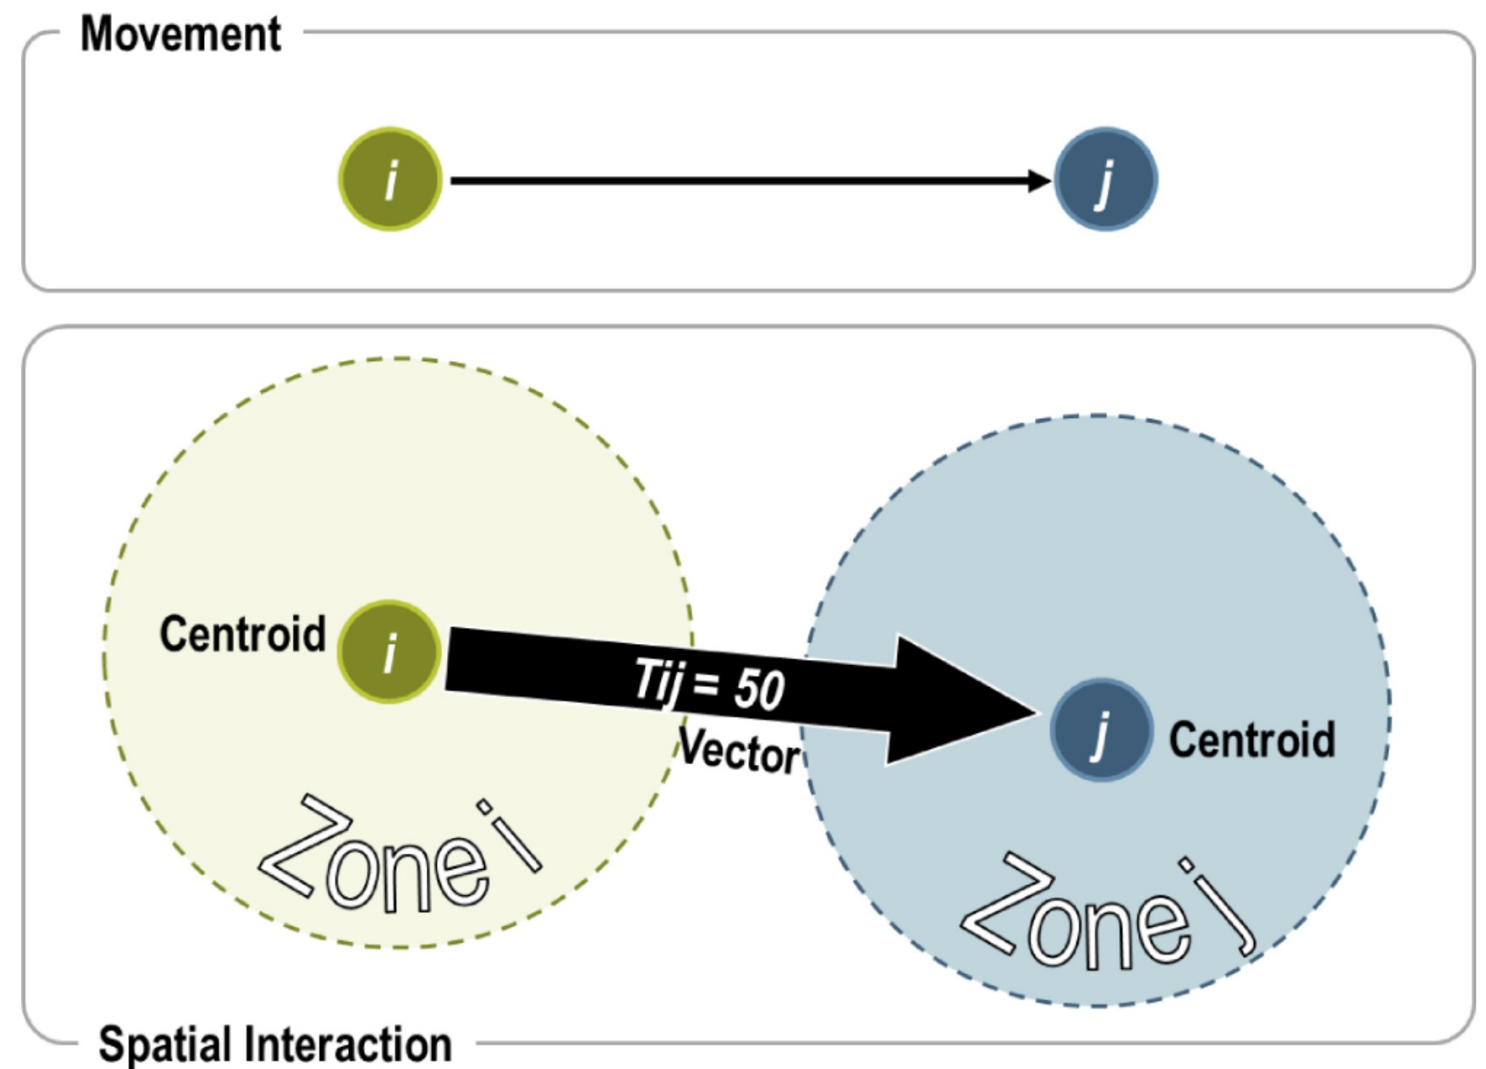 Movement
i
j
Centroid
i
Tij = 50
Vector
j
Centroid
Zone i
Zone j
Spatial Interaction